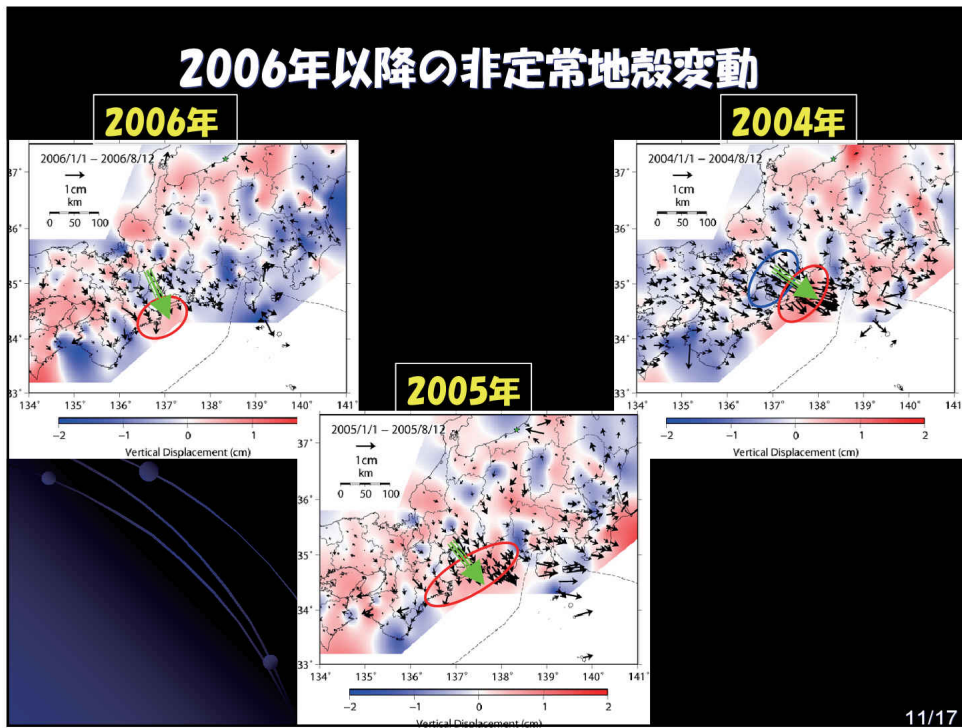 2006年以降の非定常地殻変動
2006年
2006/1/1 – 2006/8/12
1cm
km
0 50 100
37˚
36˚
35˚
34˚
33˚
134˚ 135˚ 136˚ 137˚ 138˚ 139˚ 140˚ 141˚
−2 −1 0 1
Vertical Displacement (cm)
2004年
2004/1/1 – 2004/8/12
1cm
km
0 50 100
37˚
36˚
35˚
34˚
33˚
134˚ 135˚ 136˚ 137˚ 138˚ 139˚ 140˚ 141˚
−1 0 1 2
Vertical Displacement (cm)
2005年
2005/1/1 – 2005/8/12
1cm
km
0 50 100
37˚
36˚
35˚
34˚
33˚
134˚ 135˚ 136˚ 137˚ 138˚ 139˚ 140˚ 141˚
−2 −1 0 1 2
Vertical Displacement (cm)
11/17